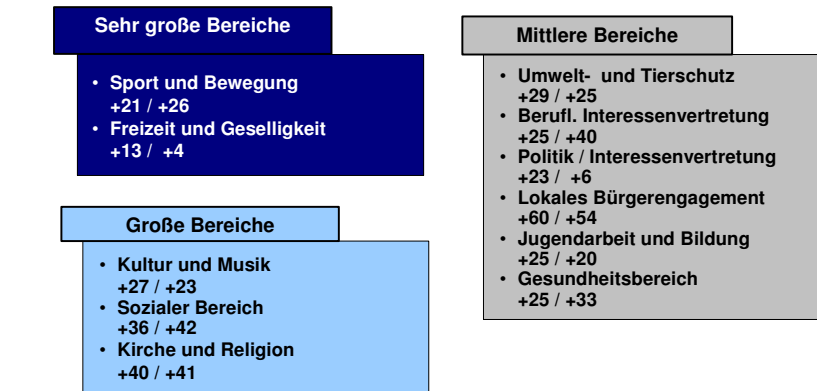 Sehr große Bereiche
• Sport und Bewegung
+21 / +26
• Freizeit und Geselligkeit
+13 / +4
Große Bereiche
• Kultur und Musik
+27 / +23
• Sozialer Bereich
+36 / +42
• Kirche und Religion
+40 / +41
Mittlere Bereiche
• Umwelt- und Tierschutz
+29 / +25
• Berufl. Interessenvertretung
+25 / +40
• Politik / Interessenvertretung
+23 / +6
• Lokales Bürgerengagement
+60 / +54
• Jugendarbeit und Bildung
+25 / +20
• Gesundheitsbereich
+25 / +33